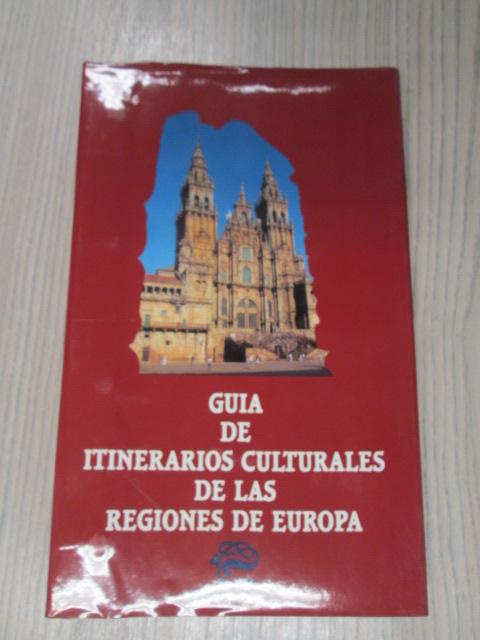 GUIA
DE
ITINERARIOS CULTURALES
DE LAS
REGIONES DE EUROPA